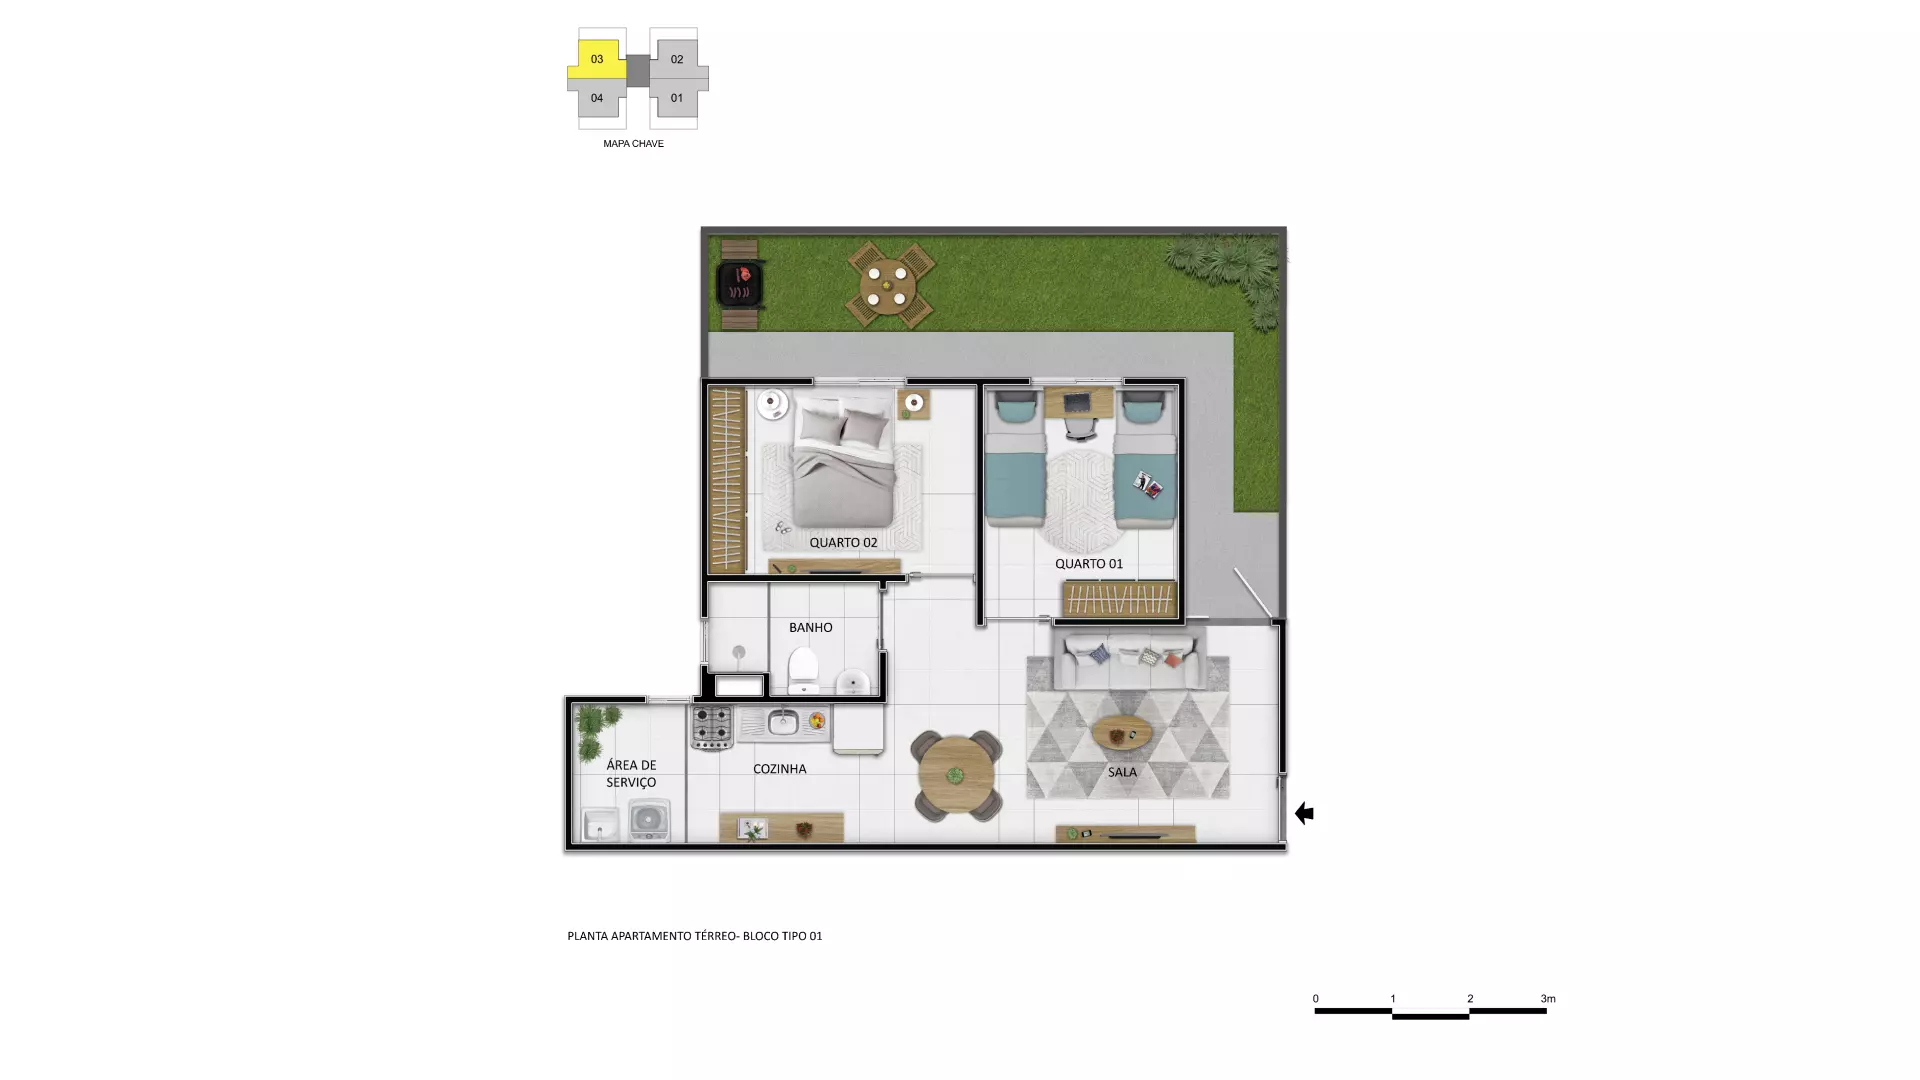 03
02
04
01
MAPA CHAVE
QUARTO 02
QUARTO 01
BANHO
ÁREA DE
SERVIÇO
COZINHA
SALA
PLANTA APARTAMENTO TÉRREO- BLOCO TIPO 01
0 1 2 3m